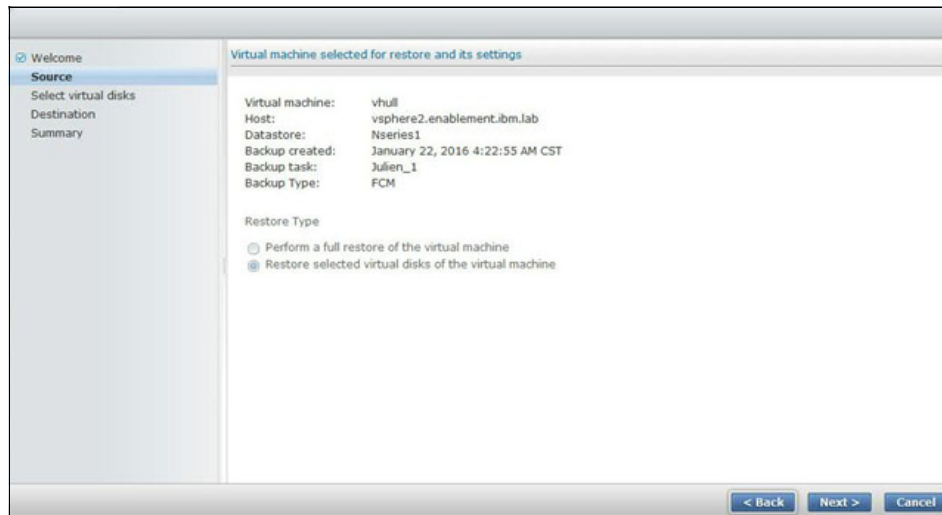 Welcome
Source
Select virtual disks
Destination
Summary
Virtual machine selected for restore and its settings
Virtual machine: vhull
Host: vsphere2.enablement.ibm.lab
Datastore: Nseries1
Backup created: January 22, 2016 4:22:55 AM CST
Backup task: Julien_1
Backup Type: FCM
Restore Type
Perform a full restore of the virtual machine
Restore selected virtual disks of the virtual machine
< Back Next > Cancel